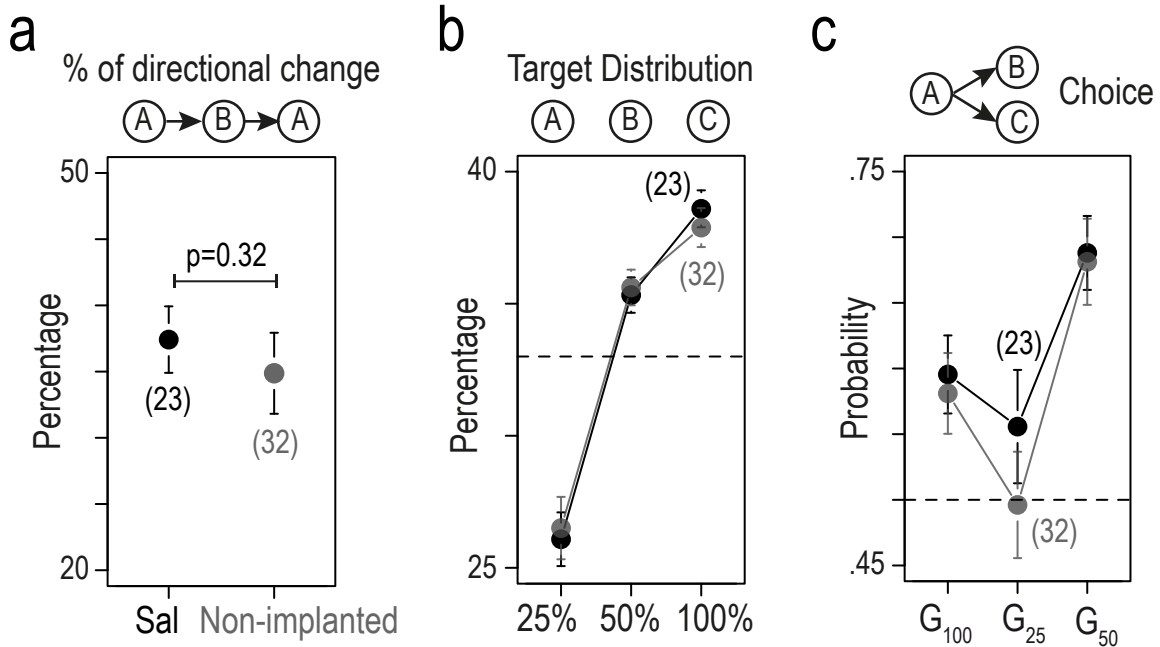 a
% of directional change
A B A
50
p=0.32
(23)
(32)
Percentage
20
Sal Non-implanted
b
Target Distribution
A B C
40
(23)
(32)
Percentage
25
25% 50% 100%
c
A B C Choice
.75
(23)
(32)
Probability
.45
G100 G25 G50